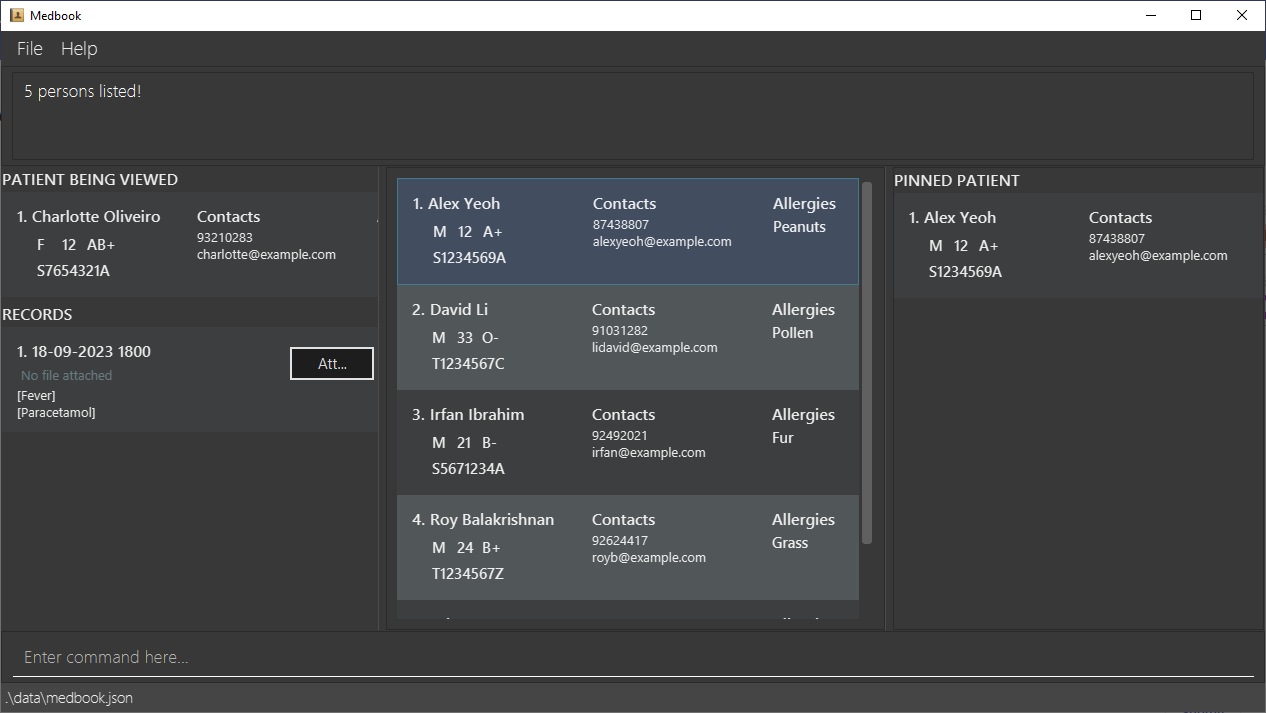 Medbook
File Help
5 persons listed!
PATIENT BEING VIEWED
1. Charlotte Oliveiro Contacts
F 12 AB+ 93210283
S7654321A charlotte@example.com
RECORDS
1. 18-09-2023 1800
No file attached
Att...
[Fever]
[Paracetamol]
1. Alex Yeoh Contacts Allergies
M 12 A+ 87438807 Peanuts
S1234569A alexyeoh@example.com
2. David Li Contacts Allergies
M 33 O- 91031282 Pollen
T1234567C lidavid@example.com
3. Irfan Ibrahim Contacts Allergies
M 21 B- 92492021 Fur
S5671234A irfan@example.com
4. Roy Balakrishnan Contacts Allergies
M 24 B+ 92624417 Grass
T1234567Z royb@example.com
PINNED PATIENT
1. Alex Yeoh Contacts
M 12 A+ 87438807
S1234569A alexyeoh@example.com
Enter command here...
.\data\medbook.json